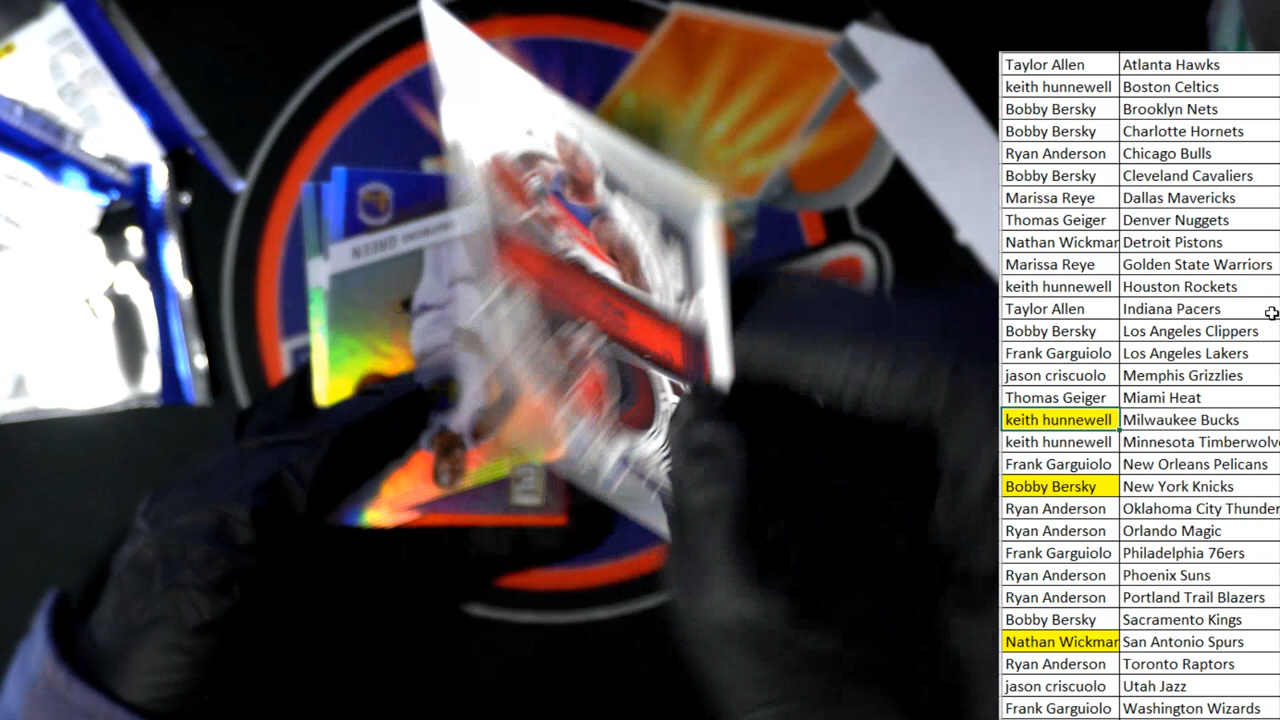 Taylor Allen Atlanta Hawks
keith hunnewell Boston Celtics
Bobby Bersky Brooklyn Nets
Bobby Bersky Charlotte Hornets
Ryan Anderson Chicago Bulls
Bobby Bersky Cleveland Cavaliers
Marissa Reye Dallas Mavericks
Thomas Geiger Denver Nuggets
Nathan Wickmar Detroit Pistons
Marissa Reye Golden State Warriors
keith hunnewell Houston Rockets
Taylor Allen Indiana Pacers
Bobby Bersky Los Angeles Clippers
Frank Garguiolo Los Angeles Lakers
jason criscuolo Memphis Grizzlies
Thomas Geiger Miami Heat
keith hunnewell Milwaukee Bucks
keith hunnewell Minnesota Timberwolve
Frank Garguiolo New Orleans Pelicans
Bobby Bersky New York Knicks
Ryan Anderson Oklahoma City Thunder
Ryan Anderson Orlando Magic
Frank Garguiolo Philadelphia 76ers
Ryan Anderson Phoenix Suns
Ryan Anderson Portland Trail Blazers
Bobby Bersky Sacramento Kings
Nathan Wickmar San Antonio Spurs
Ryan Anderson Toronto Raptors
jason criscuolo Utah Jazz
Frank Garguiolo Washington Wizards